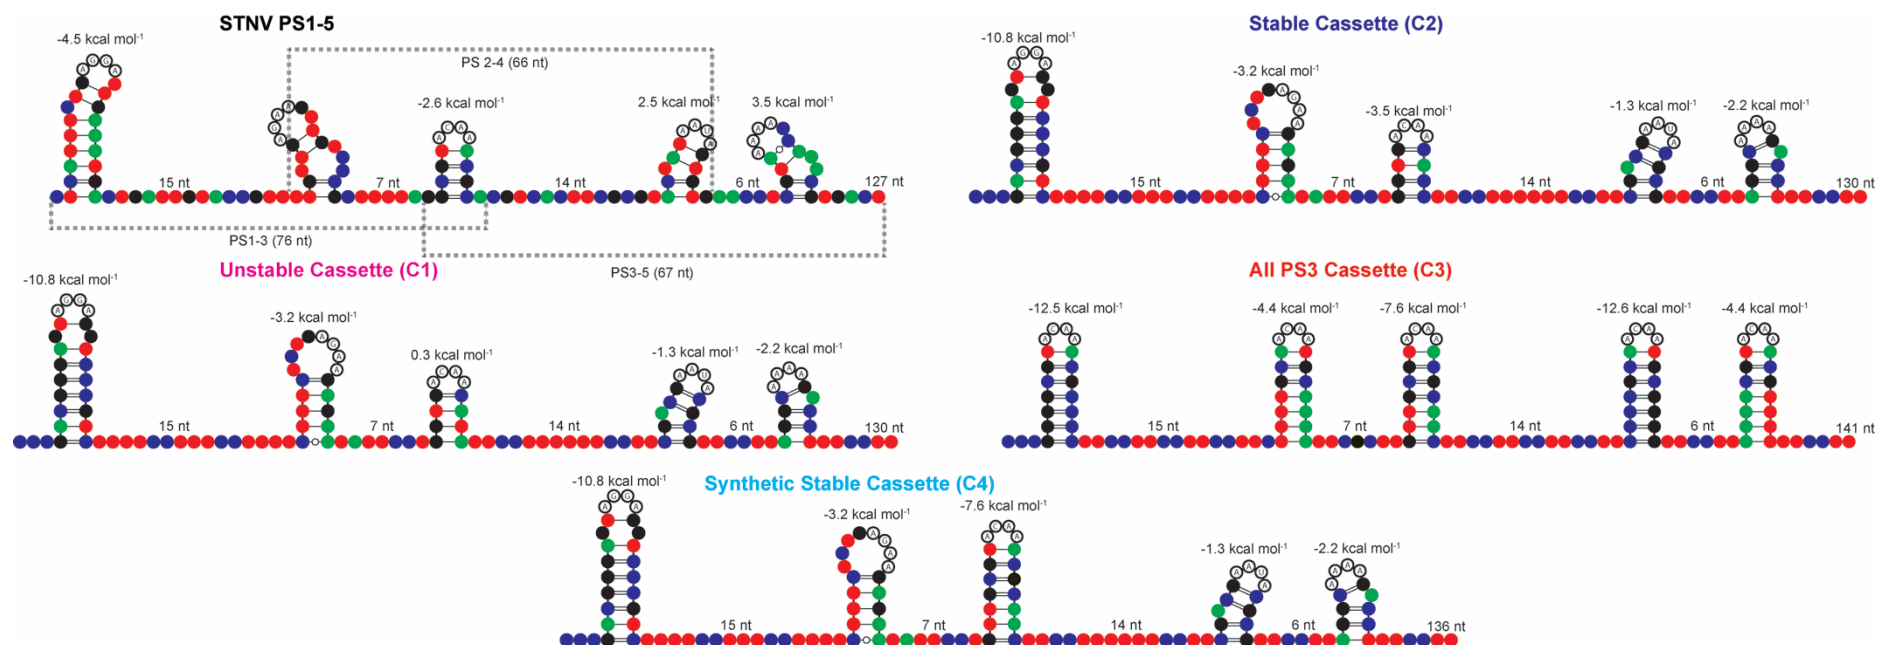 STNV PS1-5
-4.5 kcal mol-1
PS 2-4 (66 nt)
-2.6 kcal mol-1
2.5 kcal mol-1
3.5 kcal mol-1
A G G A
A A G A
A C A A
A A U A
A A A A
15 nt
7 nt
14 nt
6 nt
127 nt
PS1-3 (76 nt)
PS3-5 (67 nt)
Stable Cassette (C2)
-10.8 kcal mol-1
-3.2 kcal mol-1
-3.5 kcal mol-1
-1.3 kcal mol-1
-2.2 kcal mol-1
A G G A
A G A A
A C A A
A A U A
A A A A
15 nt
7 nt
14 nt
6 nt
130 nt
Unstable Cassette (C1)
-10.8 kcal mol-1
-3.2 kcal mol-1
0.3 kcal mol-1
-1.3 kcal mol-1
-2.2 kcal mol-1
A G G A
A G A A
A C A A
A A U A
A A A A
15 nt
7 nt
14 nt
6 nt
130 nt
All PS3 Cassette (C3)
-12.5 kcal mol-1
-4.4 kcal mol-1
-7.6 kcal mol-1
-12.6 kcal mol-1
-4.4 kcal mol-1
A C A A
A C A A
A C A A
A C A A
A C A A
15 nt
7 nt
14 nt
6 nt
141 nt
Synthetic Stable Cassette (C4)
-10.8 kcal mol-1
-3.2 kcal mol-1
-7.6 kcal mol-1
-1.3 kcal mol-1
-2.2 kcal mol-1
A G G A
A G A A
A C A A
A A U A
A A A A
15 nt
7 nt
14 nt
6 nt
136 nt